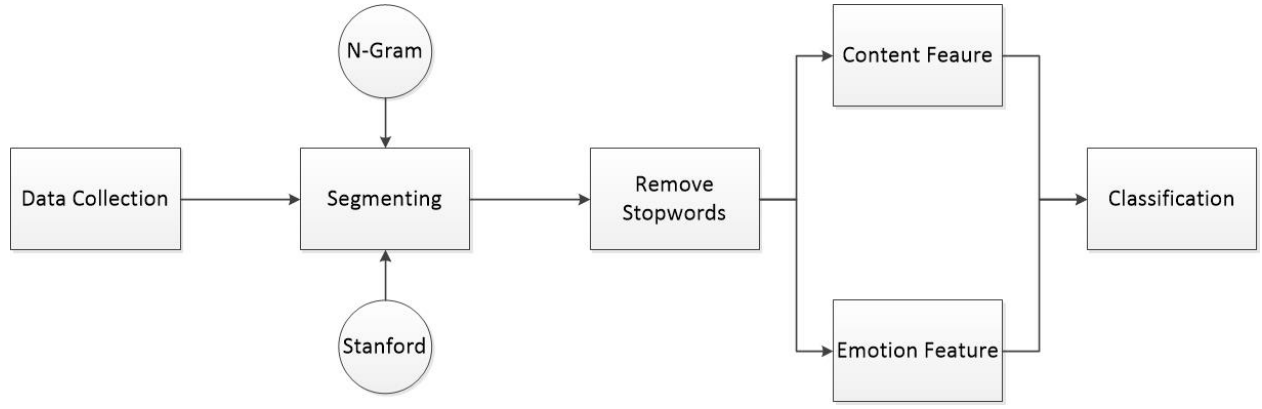 N-Gram
Content Feaure
Data Collection
Segmenting
Remove
Stopwords
Classification
Stanford
Emotion Feature